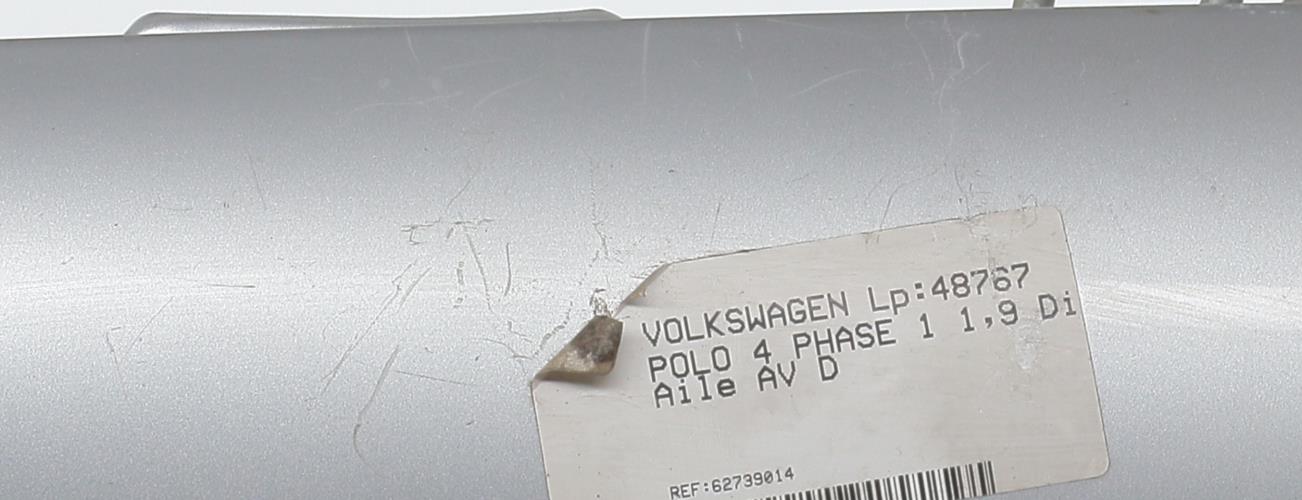 VOLKSWAGEN Lp:48767
POLO 4 PHASE 1 1,9 Di
Aile AV D
REF:62739014